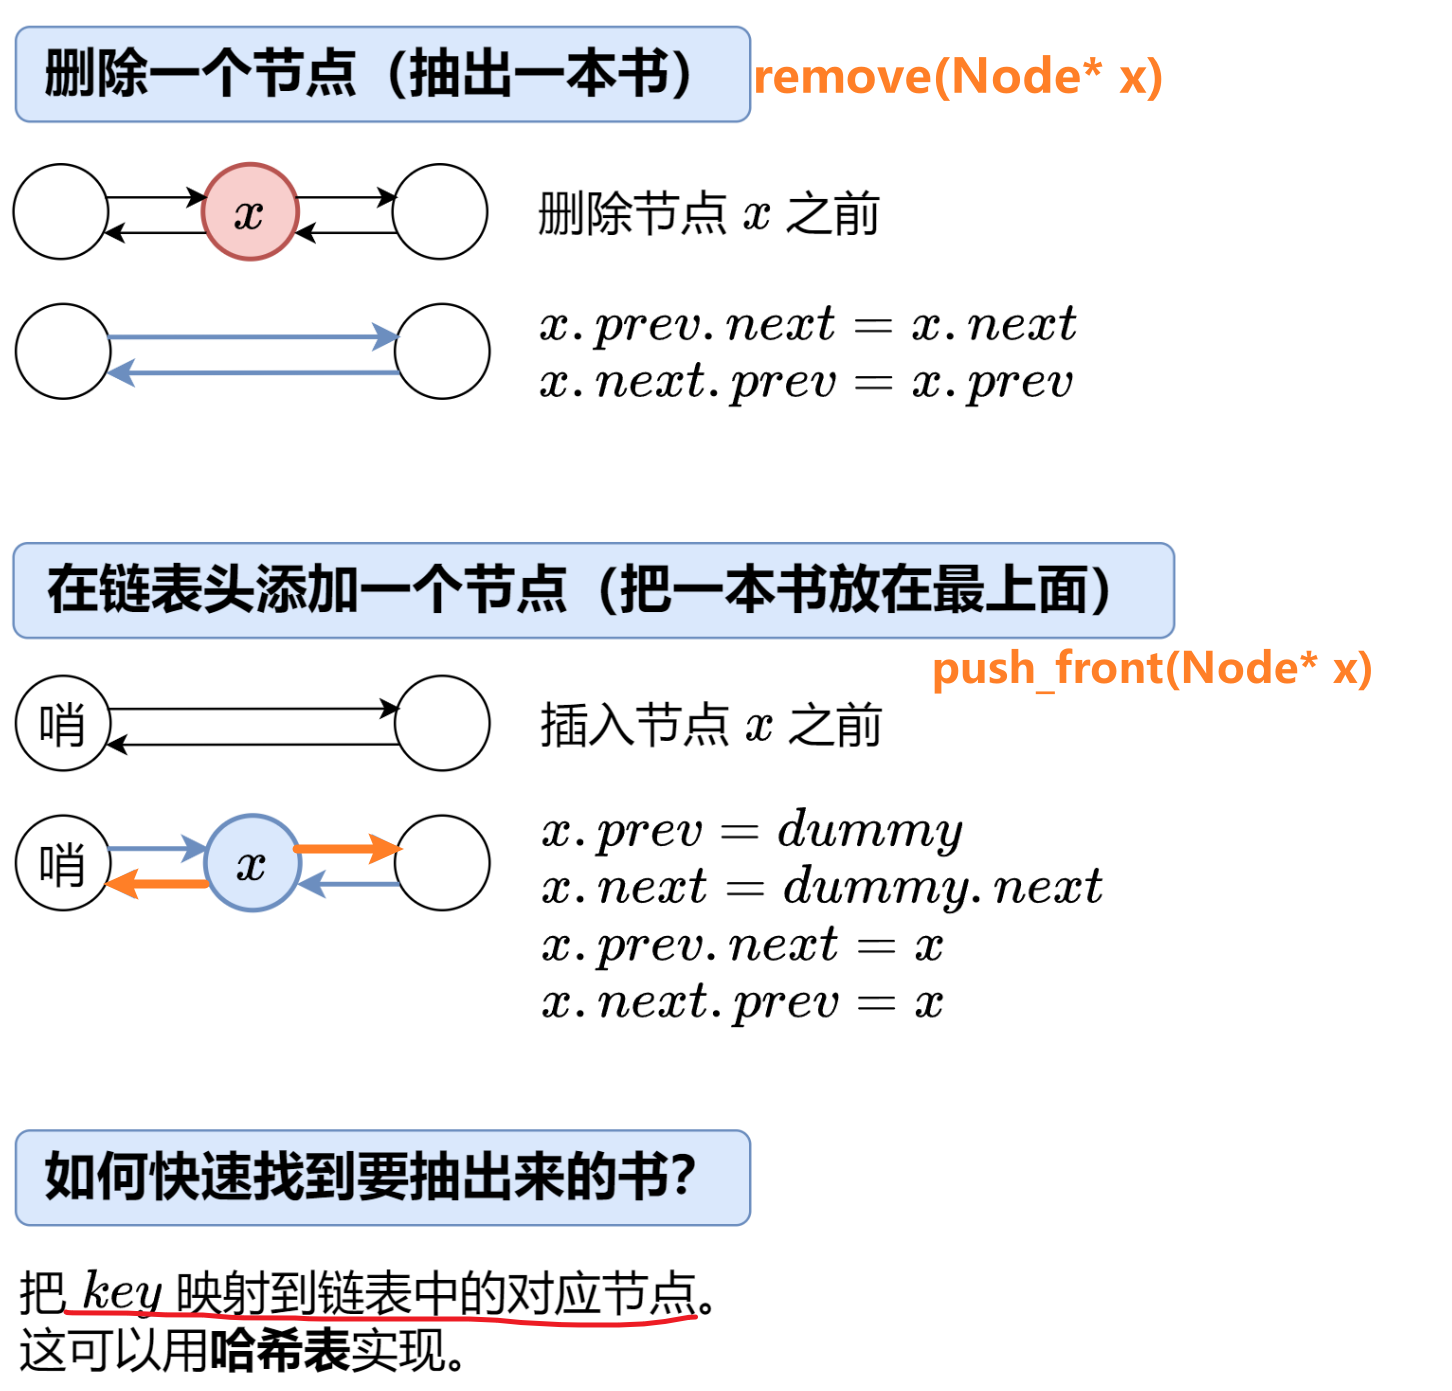 删除一个节点（抽出一本书）
remove(Node* x)
x
删除节点 x 之前
x.prev.next = x.next
x.next.prev = x.prev
在链表头添加一个节点（把一本书放在最上面）
push_front(Node* x)
哨
插入节点 x 之前
哨
x
x.prev = dummy
x.next = dummy.next
x.prev.next = x
x.next.prev = x
如何快速找到要抽出来的书？
把 key 映射到链表中的对应节点。
这可以用哈希表实现。